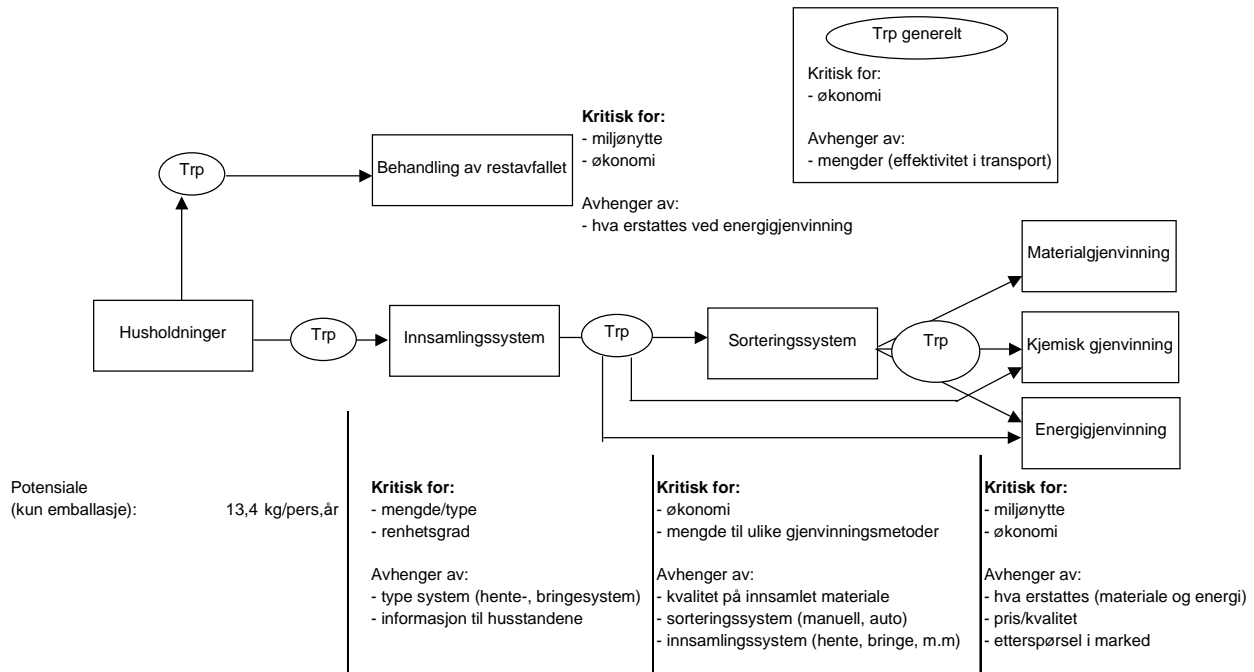 Trp generelt
Kritisk for:
- økonomi
Avhenger av:
- mengder (effektivitet i transport)
Kritisk for:
- miljønytte
- økonomi
Avhenger av:
- hva erstattes ved energigjenvinning
Trp
Behandling av restavfallet
Husholdninger
Trp
Innsamlingssystem
Trp
Sorteringssystem
Trp
Materialgjenvinning
Kjemisk gjenvinning
Energigjenvinning
Potensiale
(kun emballasje): 13,4 kg/pers,år
Kritisk for:
- mengde/type
- renhetsgrad
Avhenger av:
- type system (hente-, bringesystem)
- informasjon til husstandene
Kritisk for:
- økonomi
- mengde til ulike gjenvinningsmetoder
Avhenger av:
- kvalitet på innsamlet materiale
- sorteringssystem (manuell, auto)
- innsamlingssystem (hente, bringe, m.m)
Kritisk for:
- miljønytte
- økonomi
Avhenger av:
- hva erstattes (materiale og energi)
- pris/kvalitet
- etterspørsel i marked